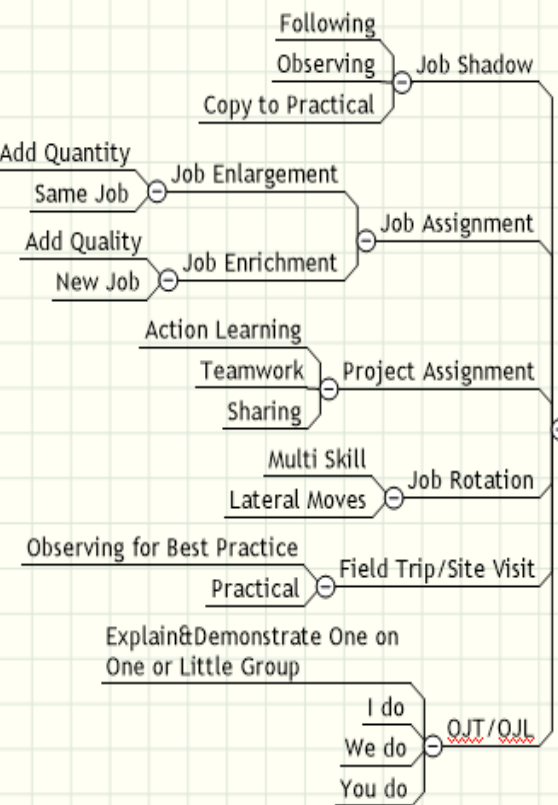 Following
Observing
Copy to Practical
Job Shadow
Add Quantity
Same Job
Job Enlargement
Add Quality
New Job
Job Enrichment
Job Assignment
Action Learning
Teamwork
Sharing
Project Assignment
Multi Skill
Lateral Moves
Job Rotation
Observing for Best Practice
Practical
Field Trip/Site Visit
Explain&Demonstrate One on
One or Little Group
I do
We do
You do
OJT/OJL